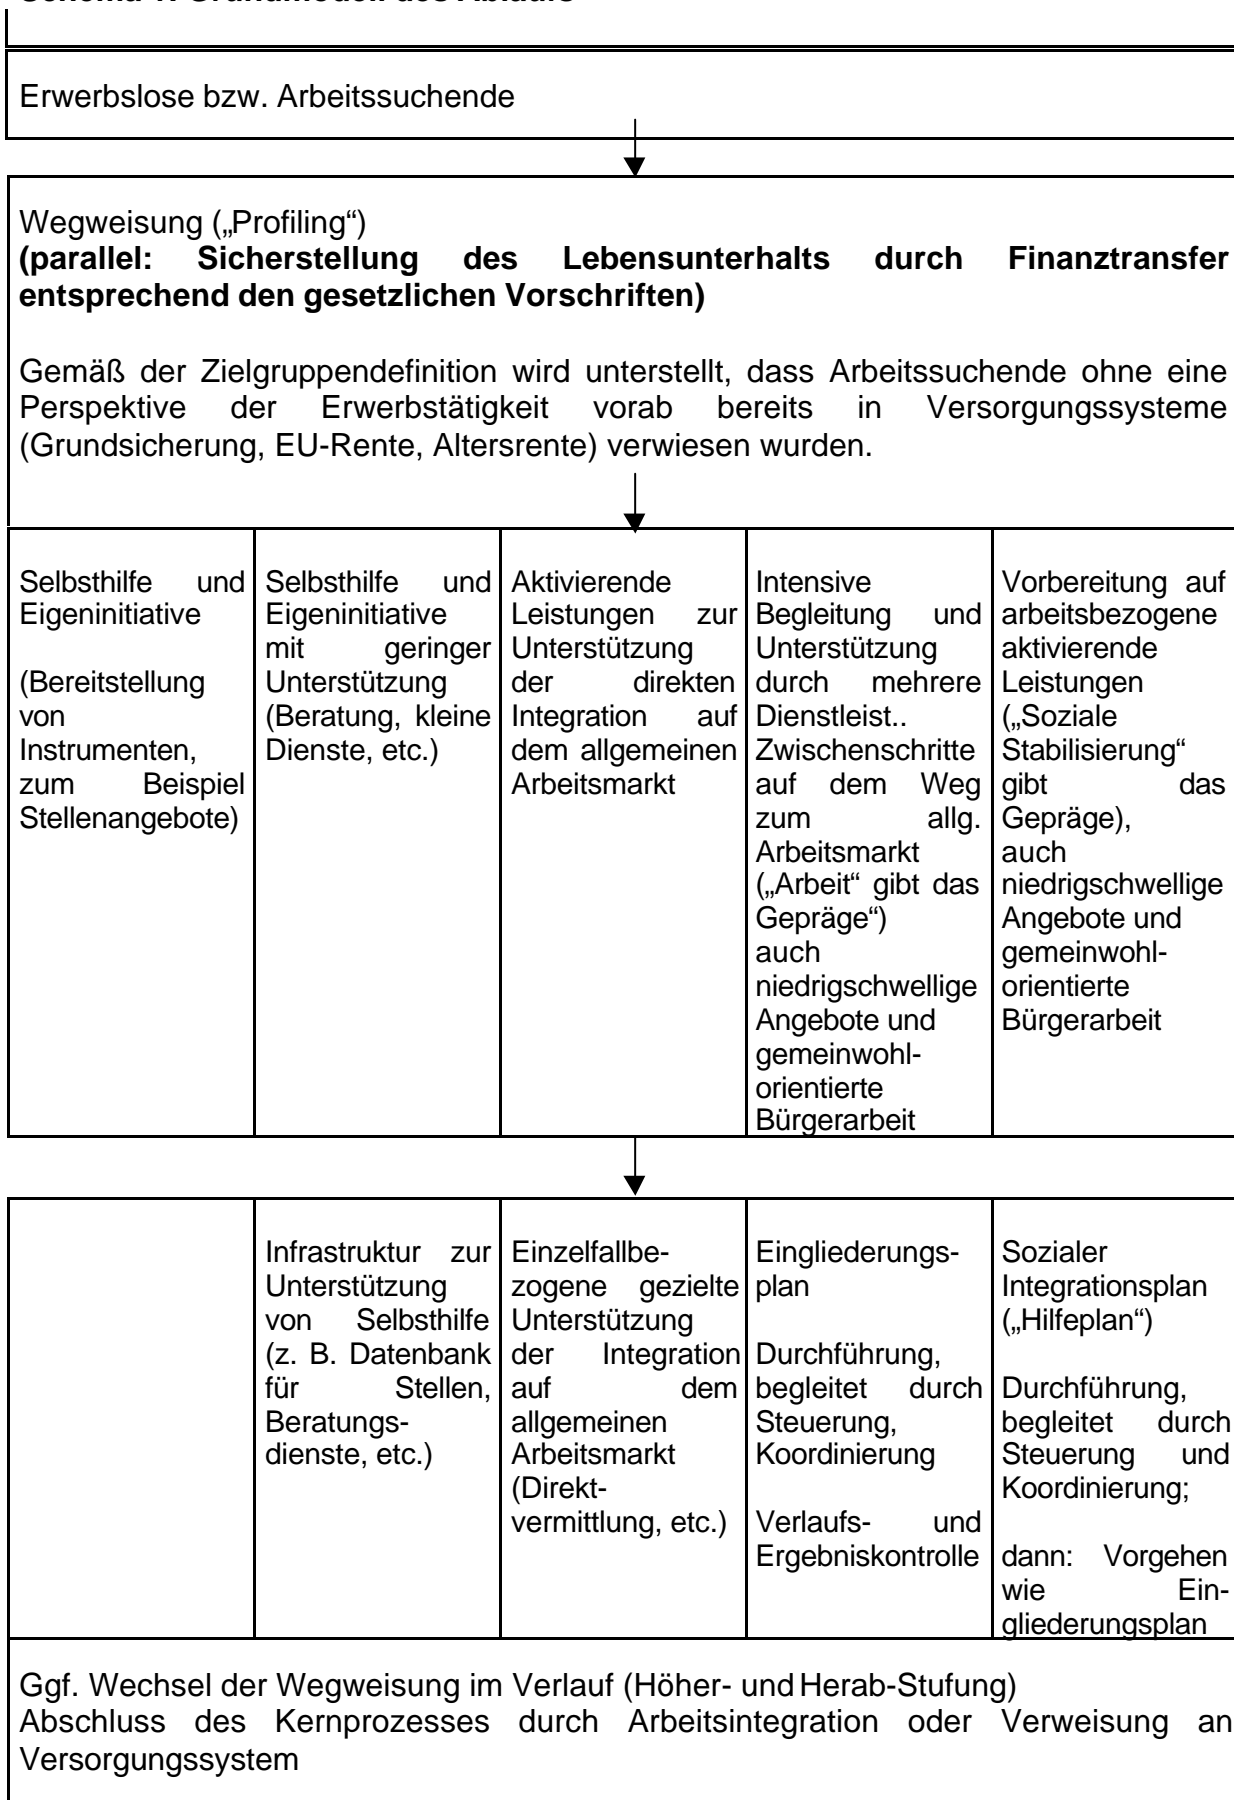 Erwerbslose bzw. Arbeitssuchende
Wegweisung („Profiling“)
(parallel: Sicherstellung des Lebensunterhalts durch Finanztransfer
entsprechend den gesetzlichen Vorschriften)
Gemäß der Zielgruppendefinition wird unterstellt, dass Arbeitssuchende ohne eine
Perspektive der Erwerbstätigkeit vorab bereits in Versorgungssysteme
(Grundsicherung, EU-Rente, Altersrente) verwiesen wurden.
Selbsthilfe und
Eigeninitiative
(Bereitstellung
von
Instrumenten,
zum Beispiel
Stellenangebote)
Selbsthilfe und
Eigeninitiative
mit geringer
Unterstützung
(Beratung, kleine
Dienste, etc.)
Aktivierende
Leistungen zur
Unterstützung
der direkten
Integration auf
dem allgemeinen
Arbeitsmarkt
Intensive
Begleitung und
Unterstützung
durch mehrere
Dienstleist..
Zwischenschritte
auf dem Weg
zum allg.
Arbeitsmarkt
(„Arbeit“ gibt das
Gepräge“)
auch
niedrigschwellige
Angebote und
gemeinwohl-
orientierte
Bürgerarbeit
Vorbereitung auf
arbeitsbezogene
aktivierende
Leistungen
(„Soziale
Stabilisierung“
gibt das
Gepräge),
auch
niedrigschwellige
Angebote und
gemeinwohl-
orientierte
Bürgerarbeit
Infrastruktur zur
Unterstützung
von Selbsthilfe
(z. B. Datenbank
für Stellen,
Beratungs-
dienste, etc.)
Einzelfallbe-
zogene gezielte
Unterstützung
der Integration
auf dem
allgemeinen
Arbeitsmarkt
(Direkt-
vermittlung, etc.)
Eingliederungs-
plan
Durchführung,
begleitet durch
Steuerung,
Koordinierung
Verlaufs- und
Ergebniskontrolle
Sozialer
Integrationsplan
(„Hilfeplan“)
Durchführung,
begleitet durch
Steuerung und
Koordinierung;
dann: Vorgehen
wie Ein-
gliederungsplan
Ggf. Wechsel der Wegweisung im Verlauf (Höher- und Herab-Stufung)
Abschluss des Kernprozesses durch Arbeitsintegration oder Verweisung an
Versorgungssystem